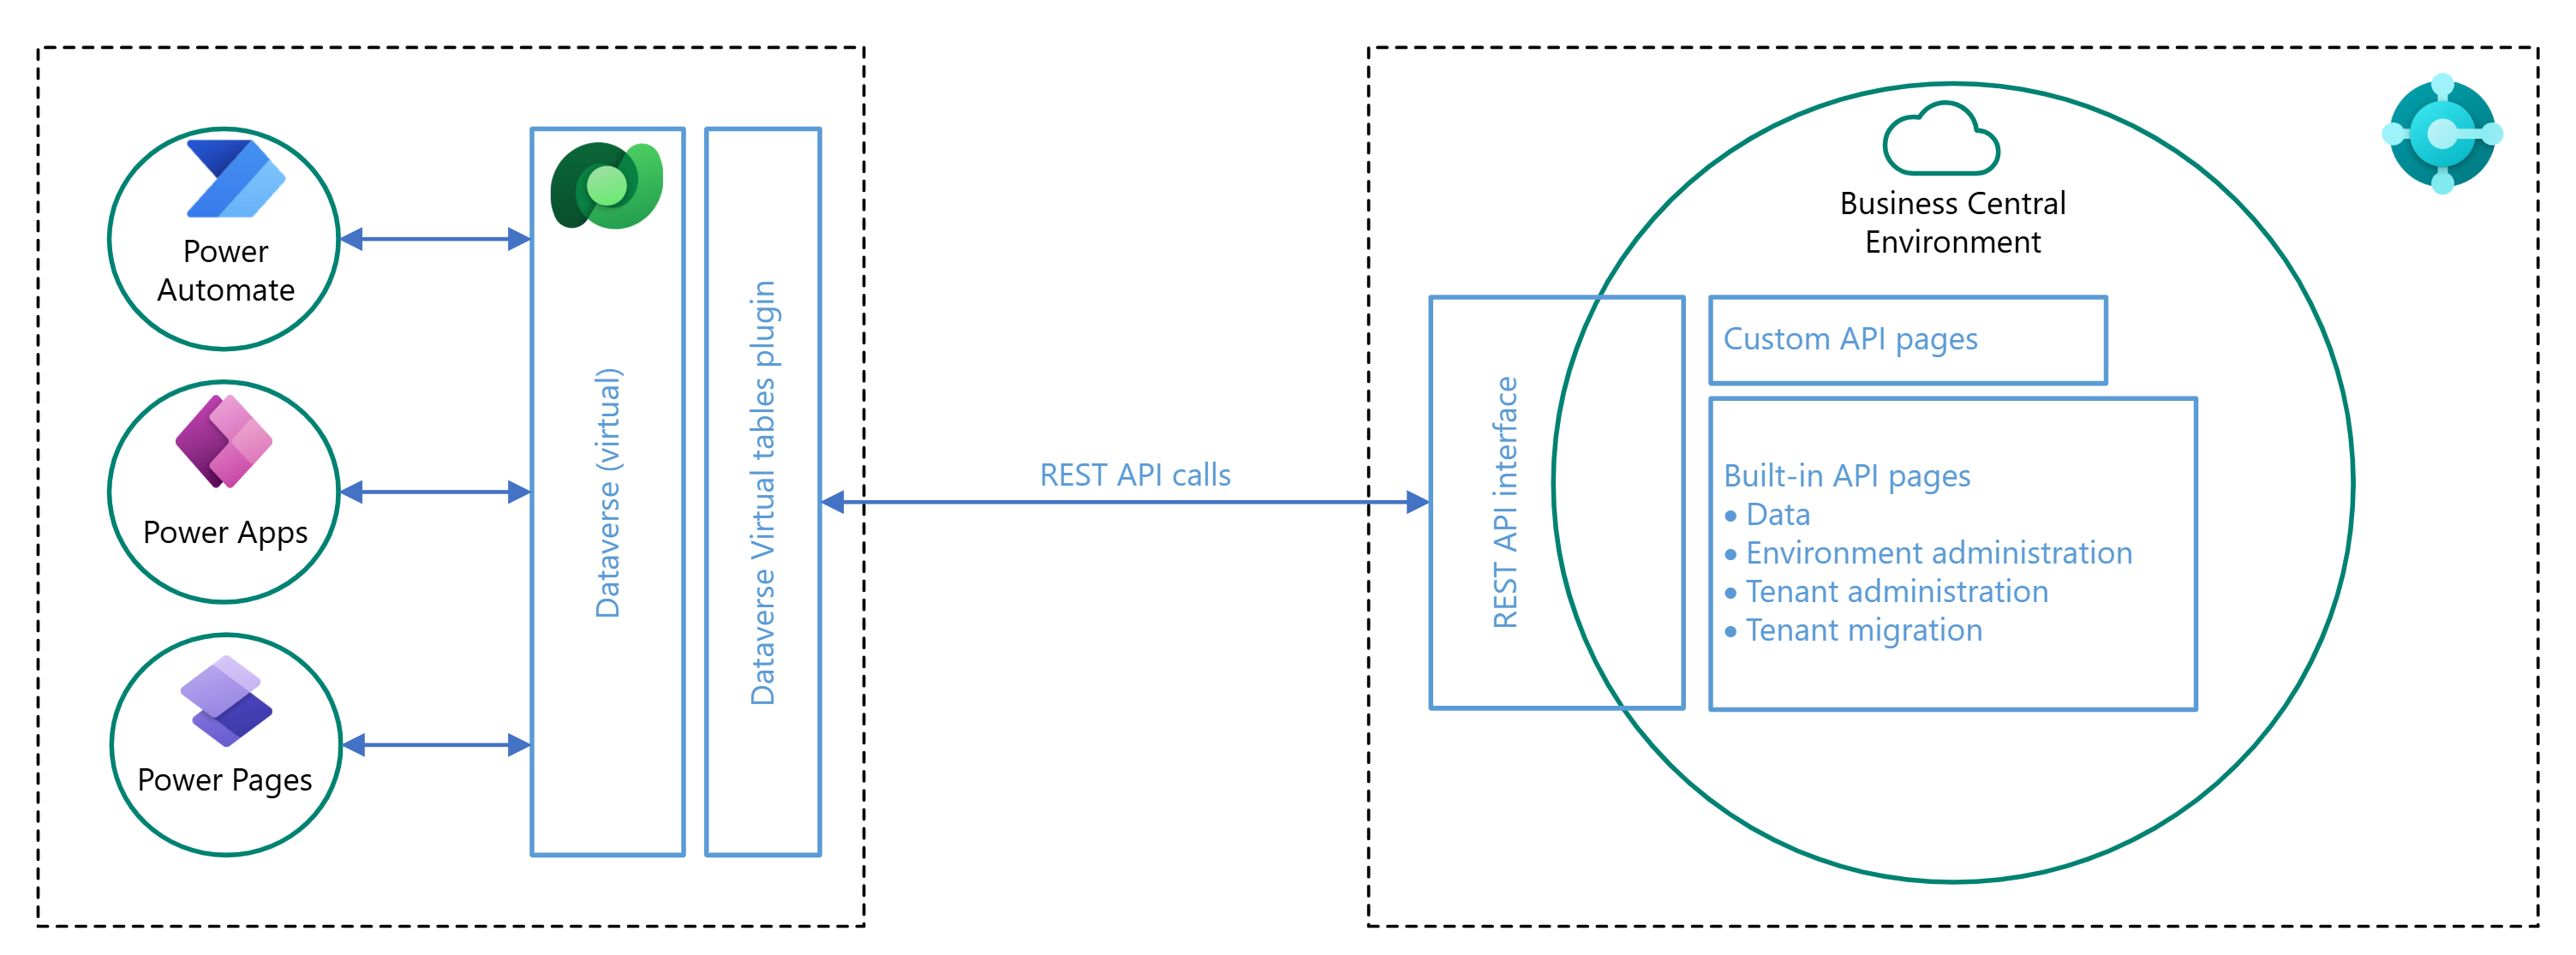 Power
Automate
Power Apps
Power Pages
Dataverse (virtual)
Dataverse Virtual tables plugin
REST API calls
REST API interface
Business Central
Environment
Custom API pages
Built-in API pages
• Data
• Environment administration
• Tenant administration
• Tenant migration